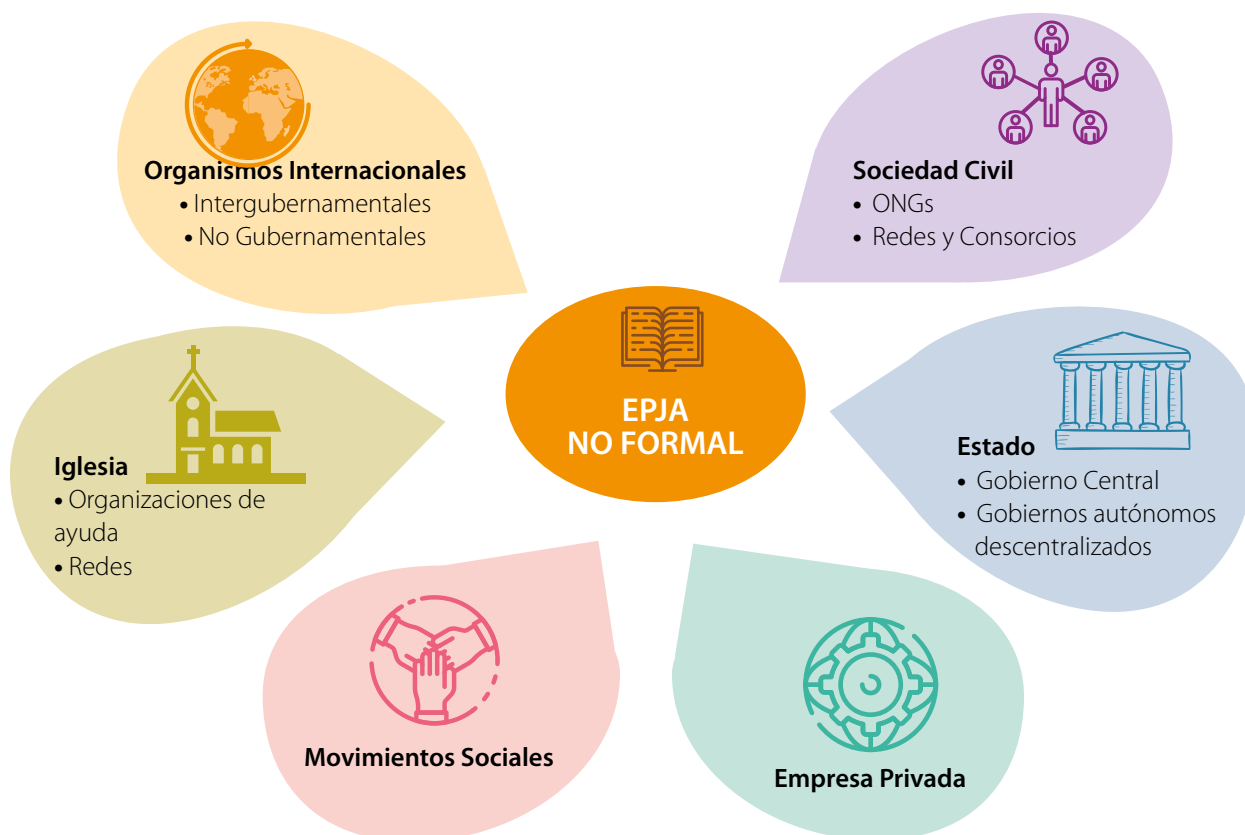 Organismos Internacionales
• Intergubernamentales
• No Gubernamentales
Sociedad Civil
• ONGs
• Redes y Consorcios
EPJA
NO FORMAL
Iglesia
• Organizaciones de
ayuda
• Redes
Estado
• Gobierno Central
• Gobiernos autónomos
descentralizados
Movimientos Sociales
Empresa Privada